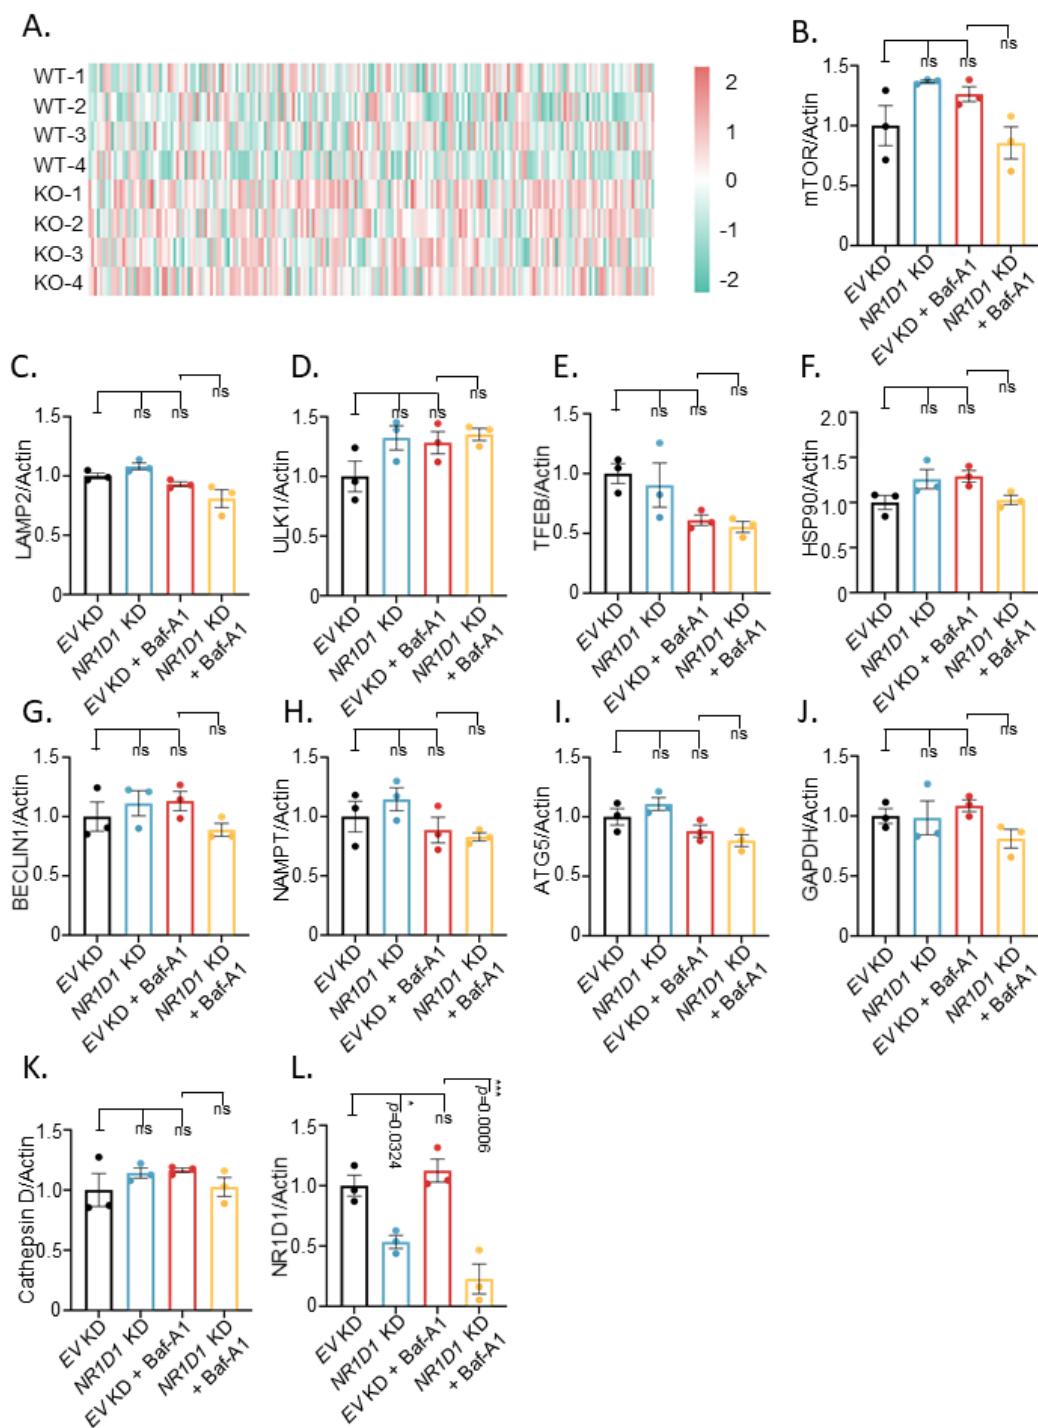 A.
WT-1
WT-2
WT-3
WT-4
KO-1
KO-2
KO-3
KO-4
2
1
0
-1
-2
B.
ns
ns ns
mTOR/Actin
1.5
1.0
0.5
0
EV KD
NR1D1 KD
EV KD + Baf-A1
NR1D1 KD
+ Baf-A1
C.
ns
ns ns
LAMP2/Actin
1.5
1.0
0.5
0
EV KD
NR1D1 KD
EV KD + Baf-A1
NR1D1 KD
+ Baf-A1
D.
ns
ns ns
ULK1/Actin
1.5
1.0
0.5
0
EV KD
NR1D1 KD
EV KD + Baf-A1
NR1D1 KD
+ Baf-A1
E.
ns
ns ns
TFEB/Actin
1.5
1.0
0.5
0
EV KD
NR1D1 KD
EV KD + Baf-A1
NR1D1 KD
+ Baf-A1
F.
ns
ns ns
HSP90/Actin
2.0
1.5
1.0
0.5
0
EV KD
NR1D1 KD
EV KD + Baf-A1
NR1D1 KD
+ Baf-A1
G.
ns
ns ns
BECLIN1/Actin
1.5
1.0
0.5
0
EV KD
NR1D1 KD
EV KD + Baf-A1
NR1D1 KD
+ Baf-A1
H.
ns
ns ns
NAMPT/Actin
1.5
1.0
0.5
0
EV KD
NR1D1 KD
EV KD + Baf-A1
NR1D1 KD
+ Baf-A1
I.
ns
ns ns
ATG5/Actin
1.5
1.0
0.5
0
EV KD
NR1D1 KD
EV KD + Baf-A1
NR1D1 KD
+ Baf-A1
J.
ns
ns ns
GAPDH/Actin
1.5
1.0
0.5
0
EV KD
NR1D1 KD
EV KD + Baf-A1
NR1D1 KD
+ Baf-A1
K.
ns
ns ns
Cathepsin D/Actin
1.5
1.0
0.5
0
EV KD
NR1D1 KD
EV KD + Baf-A1
NR1D1 KD
+ Baf-A1
L.
***
p=0.0006
*
p=0.0324
ns
NR1D1/Actin
1.5
1.0
0.5
0
EV KD
NR1D1 KD
EV KD + Baf-A1
NR1D1 KD
+ Baf-A1